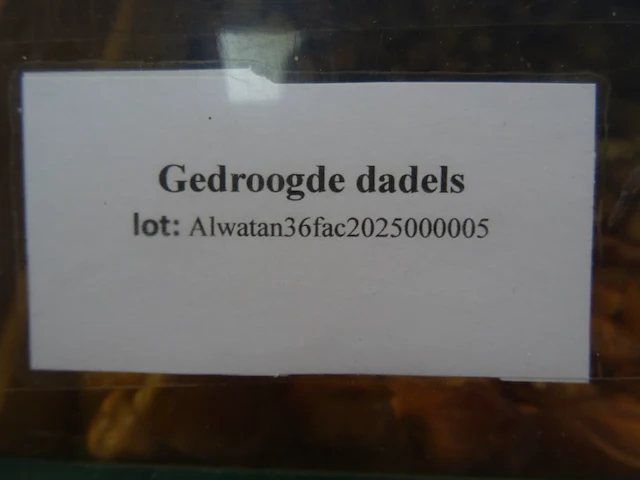 Gedroogde dadels
lot: Alwatan36fac2025000005